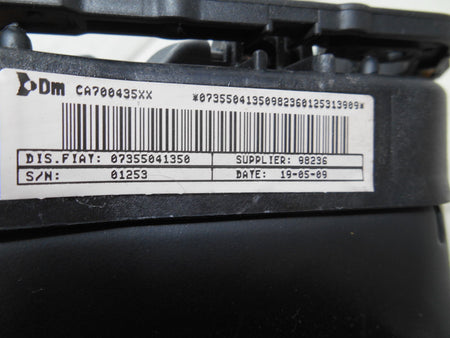 Dm CA700435XX *07355041350982360125313909*
DIS.FIAT: 07355041350 SUPPLIER: 98236
S/N: 01253 DATE: 19-05-09